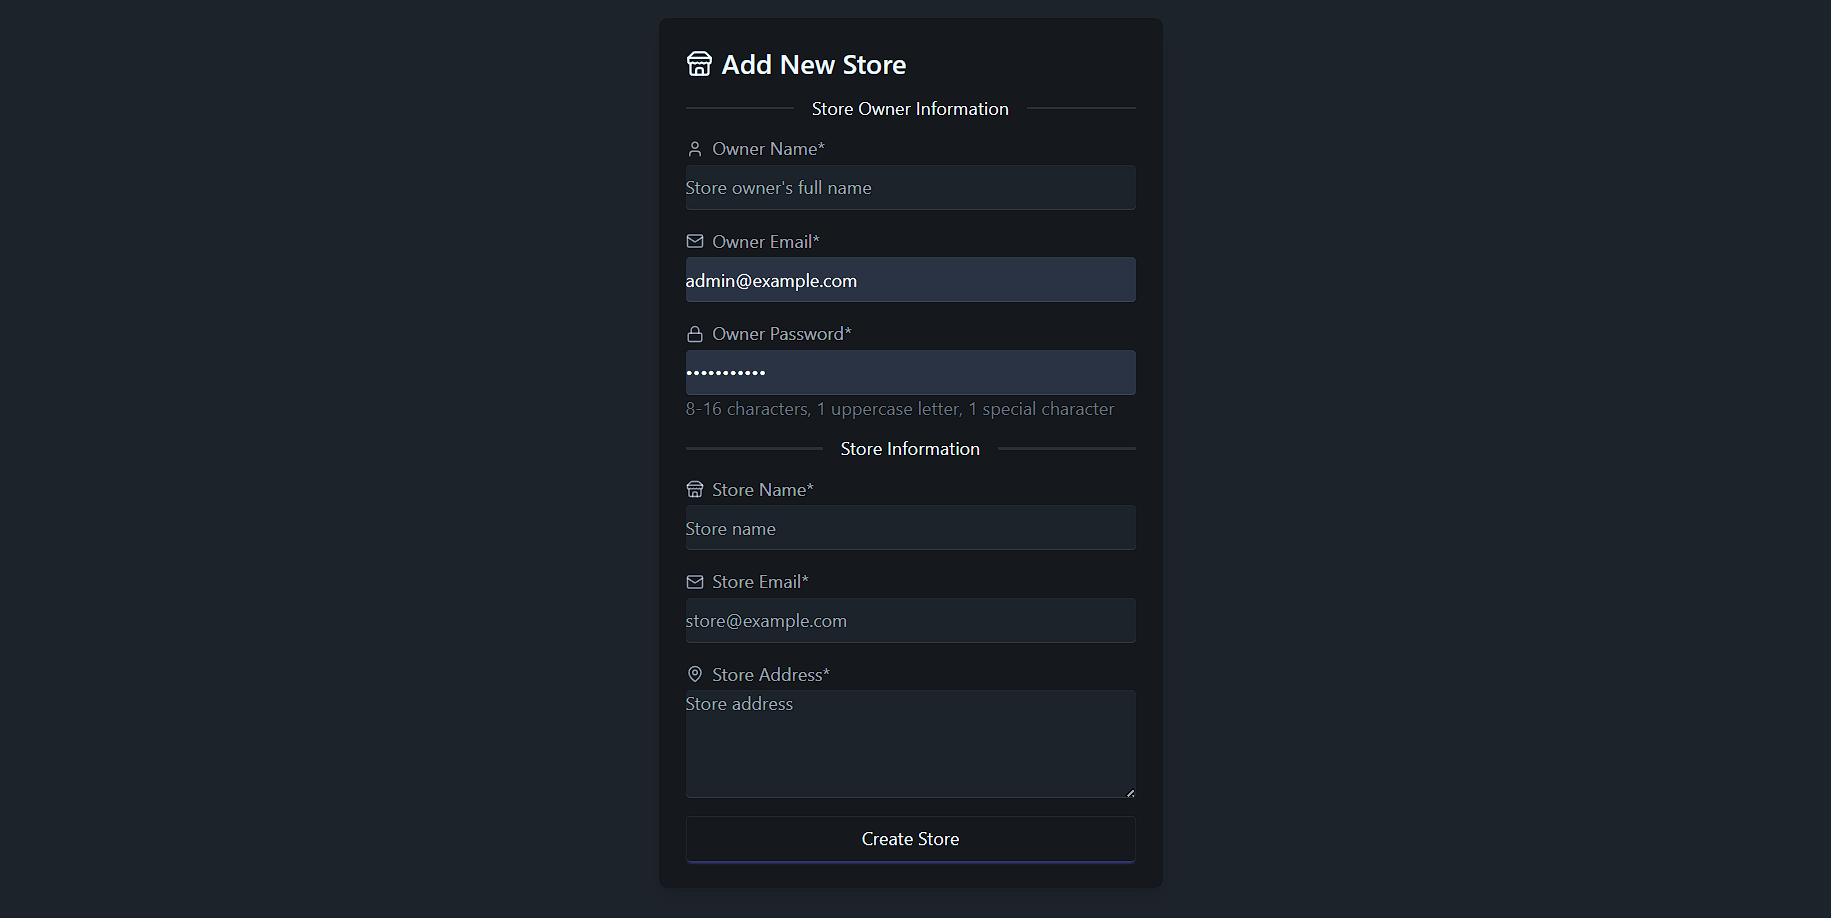 Add New Store
Store Owner Information
Owner Name*
Store owner's full name
Owner Email*
admin@example.com
Owner Password*
•••••••••••
8-16 characters, 1 uppercase letter, 1 special character
Store Information
Store Name*
Store name
Store Email*
store@example.com
Store Address*
Store address
Create Store